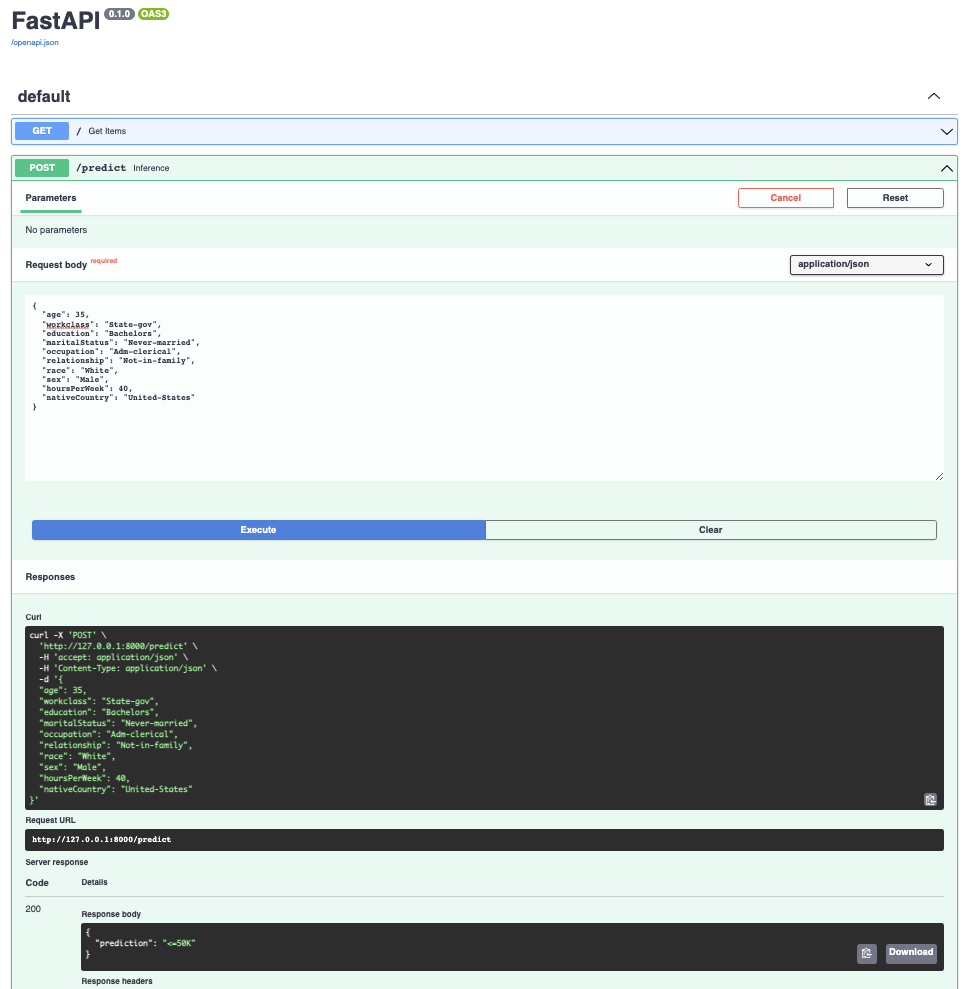 FastAPI 0.1.0 OAS3
/openapi.json
default
GET / Get Items
POST /predict Inference
Parameters Cancel Reset
No parameters
Request body required application/json
{
  "age": 35,
  "workclass": "State-gov",
  "education": "Bachelors",
  "maritalStatus": "Never-married",
  "occupation": "Adm-clerical",
  "relationship": "Not-in-family",
  "race": "White",
  "sex": "Male",
  "hoursPerWeek": 40,
  "nativeCountry": "United-States"
}
Execute Clear
Responses
Curl
curl -X 'POST' \
  'http://127.0.0.1:8000/predict' \
  -H 'accept: application/json' \
  -H 'Content-Type: application/json' \
  -d '{
  "age": 35,
  "workclass": "State-gov",
  "education": "Bachelors",
  "maritalStatus": "Never-married",
  "occupation": "Adm-clerical",
  "relationship": "Not-in-family",
  "race": "White",
  "sex": "Male",
  "hoursPerWeek": 40,
  "nativeCountry": "United-States"
}'
Request URL
http://127.0.0.1:8000/predict
Server response
Code Details
200
Response body
{
  "prediction": "<=50K"
}
Download
Response headers